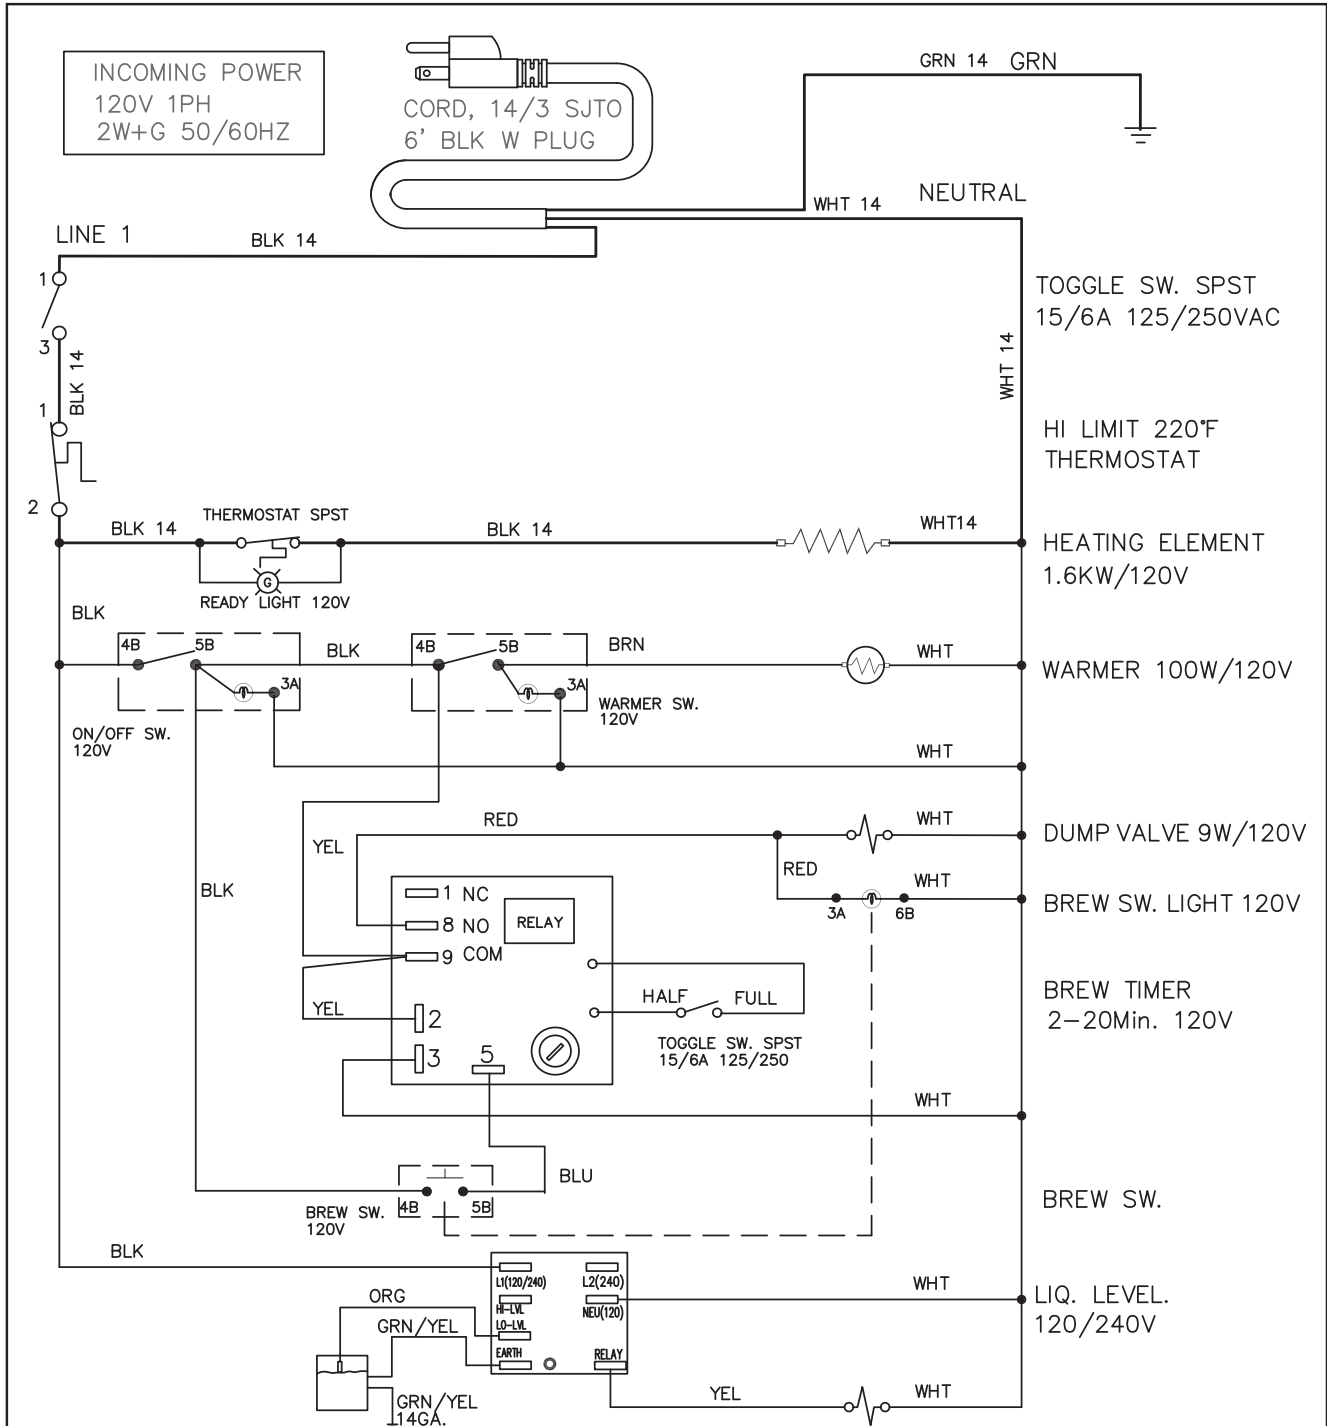 INCOMING POWER
120V 1PH
2W+G 50/60HZ
CORD, 14/3 SJTO
6' BLK W PLUG
GRN 14
GRN
NEUTRAL
WHT 14
LINE 1
BLK 14
1
3
TOGGLE SW. SPST
15/6A 125/250VAC
WHT 14
BLK 14
1
2
HI LIMIT 220°F
THERMOSTAT
BLK 14
THERMOSTAT SPST
BLK 14
WHT14
HEATING ELEMENT
1.6KW/120V
G
READY LIGHT 120V
BLK
4B
5B
3A
BLK
4B
5B
3A
BRN
WHT
WARMER 100W/120V
ON/OFF SW.
120V
WARMER SW.
120V
WHT
RED
WHT
DUMP VALVE 9W/120V
YEL
RED
WHT
BLK
3A
6B
BREW SW. LIGHT 120V
1 NC
8 NO
9 COM
RELAY
YEL
2
3
5
HALF
FULL
TOGGLE SW. SPST
15/6A 125/250
BREW TIMER
2-20Min. 120V
WHT
BLU
BREW SW.
120V
4B
5B
BREW SW.
BLK
L1(120/240)
L2(240)
HI-LVL
NEU(120)
LO-LVL
EARTH
RELAY
WHT
LIQ. LEVEL.
120/240V
ORG
GRN/YEL
GRN/YEL
14GA.
YEL
WHT